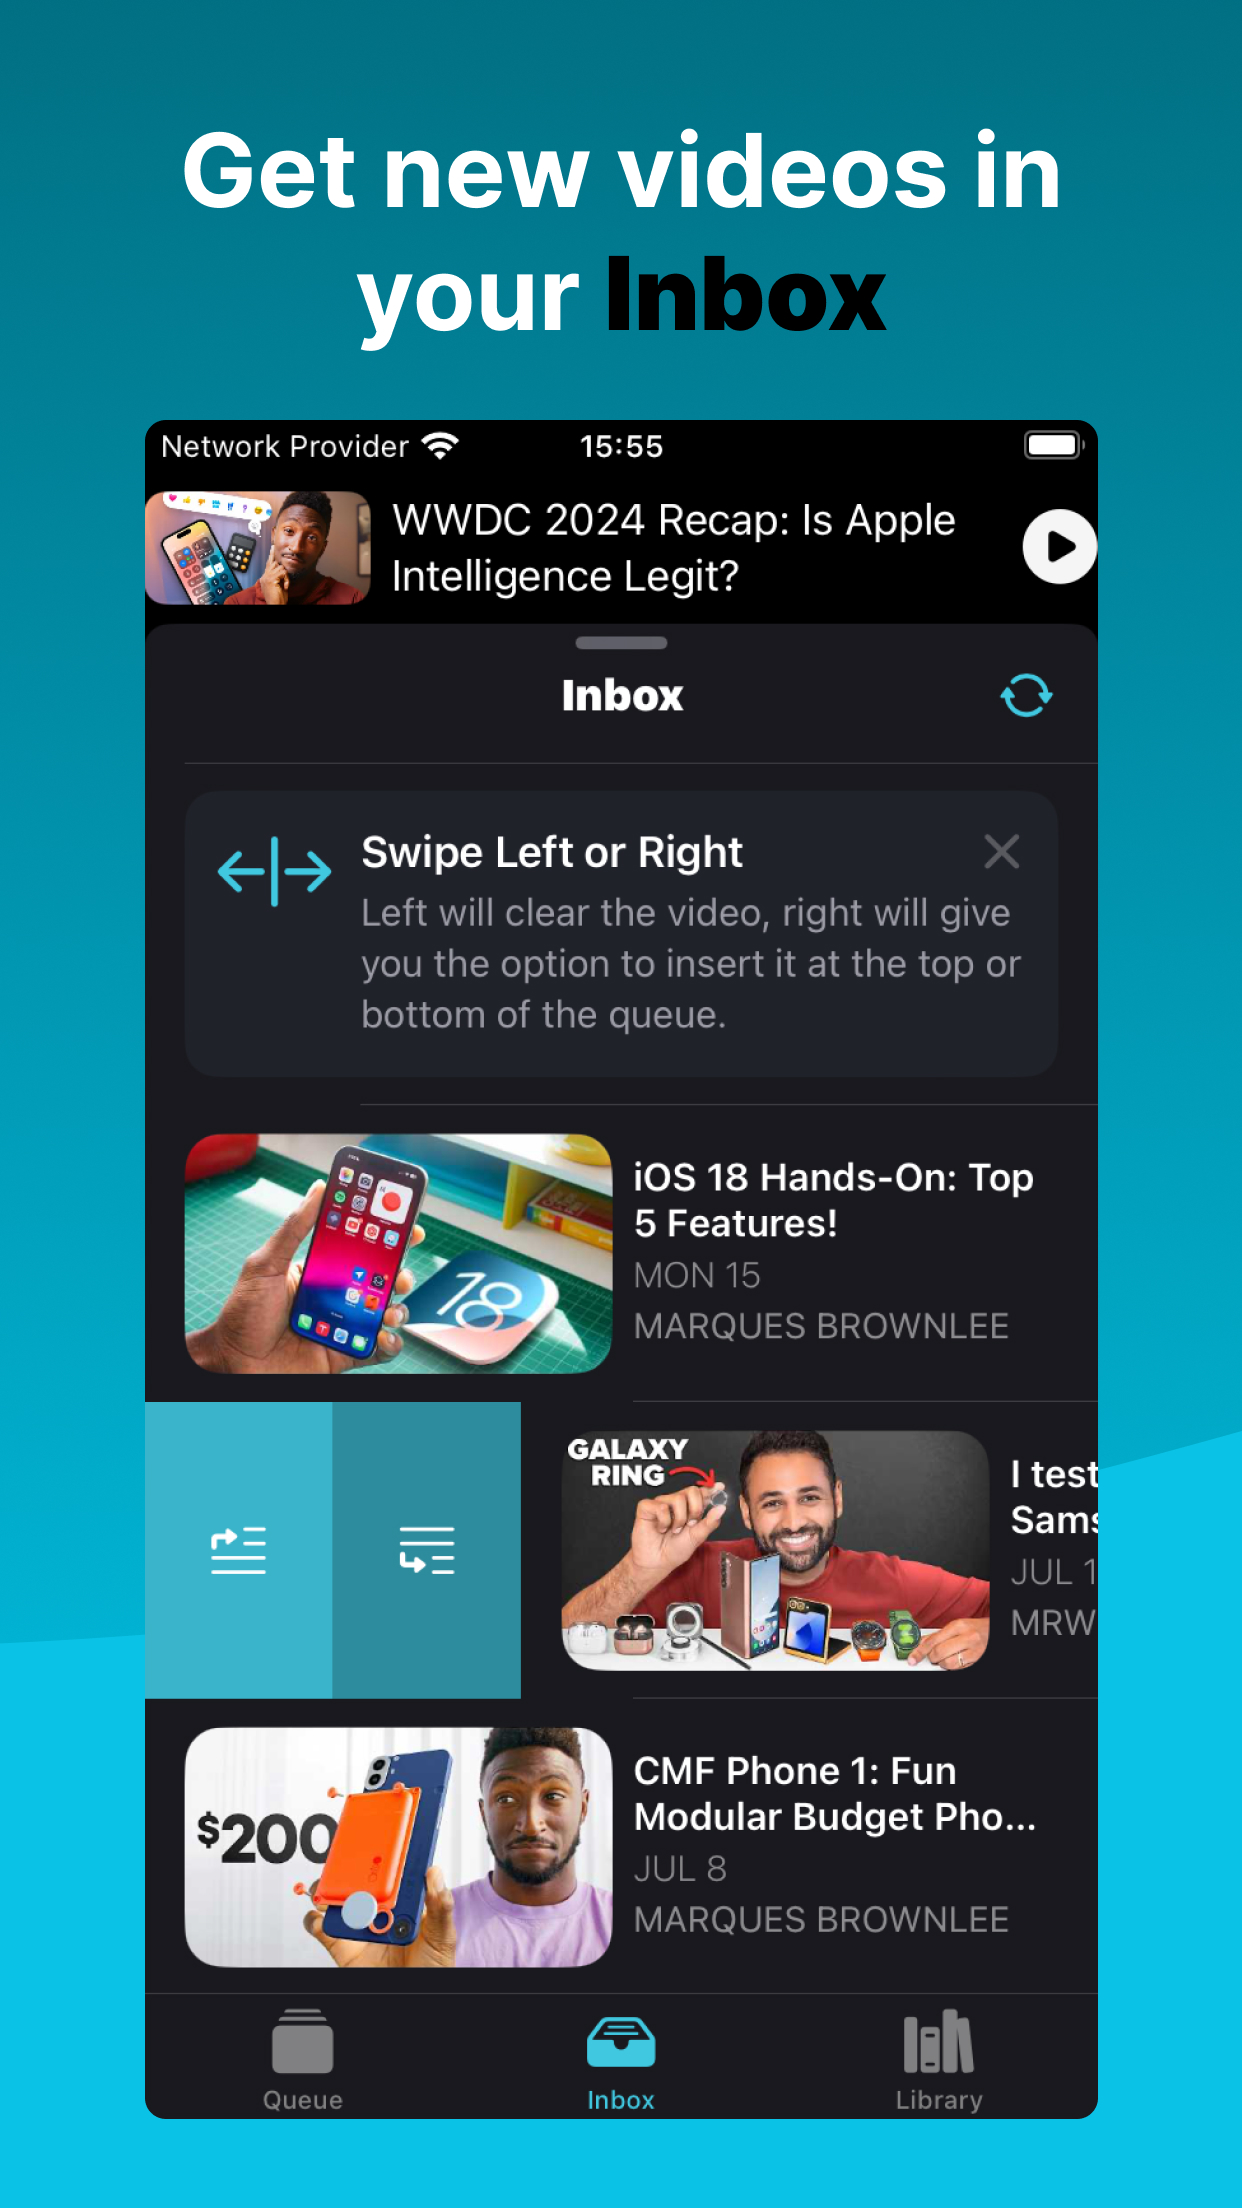 Get new videos in
your Inbox
Network Provider
15:55
WWDC 2024 Recap: Is Apple
Intelligence Legit?
Inbox
Swipe Left or Right
Left will clear the video, right will give
you the option to insert it at the top or
bottom of the queue.
18
iOS 18 Hands-On: Top
5 Features!
MON 15
MARQUES BROWNLEE
GALAXY
RING
I test
Sams
JUL 1
MRW
$200
CMF Phone 1: Fun
Modular Budget Pho...
JUL 8
MARQUES BROWNLEE
Queue
Inbox
Library